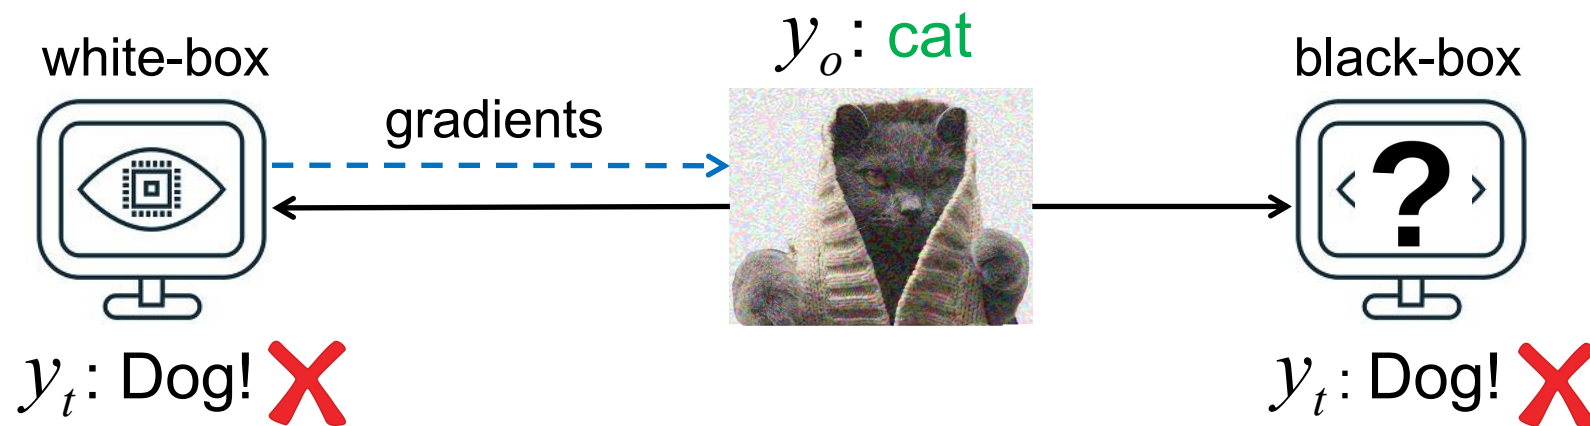 white-box
gradients
y_o: cat
black-box
< ? >
y_t: Dog!
y_t: Dog!